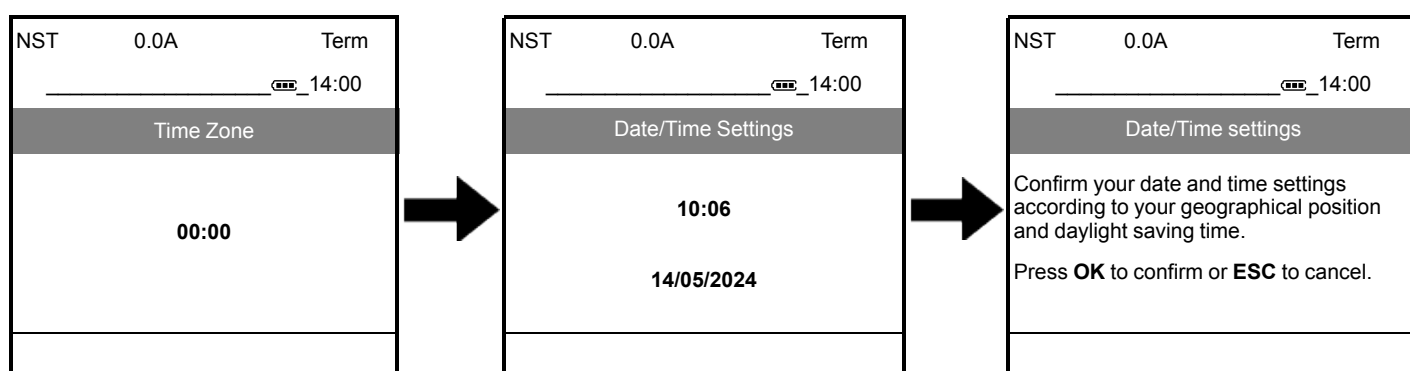 NST 0.0A Term
14:00
Time Zone
00:00
NST 0.0A Term
14:00
Date/Time Settings
10:06
14/05/2024
NST 0.0A Term
14:00
Date/Time settings
Confirm your date and time settings
according to your geographical position
and daylight saving time.
Press OK to confirm or ESC to cancel.